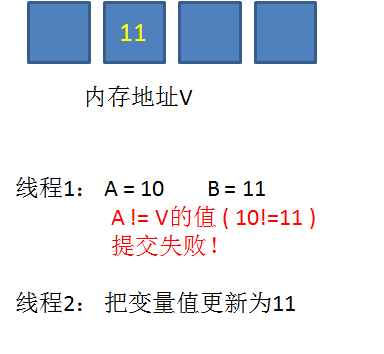 11
内存地址V
线程1： A = 10 B = 11
A != V的值 ( 10!=11 )
提交失败！
线程2： 把变量值更新为11